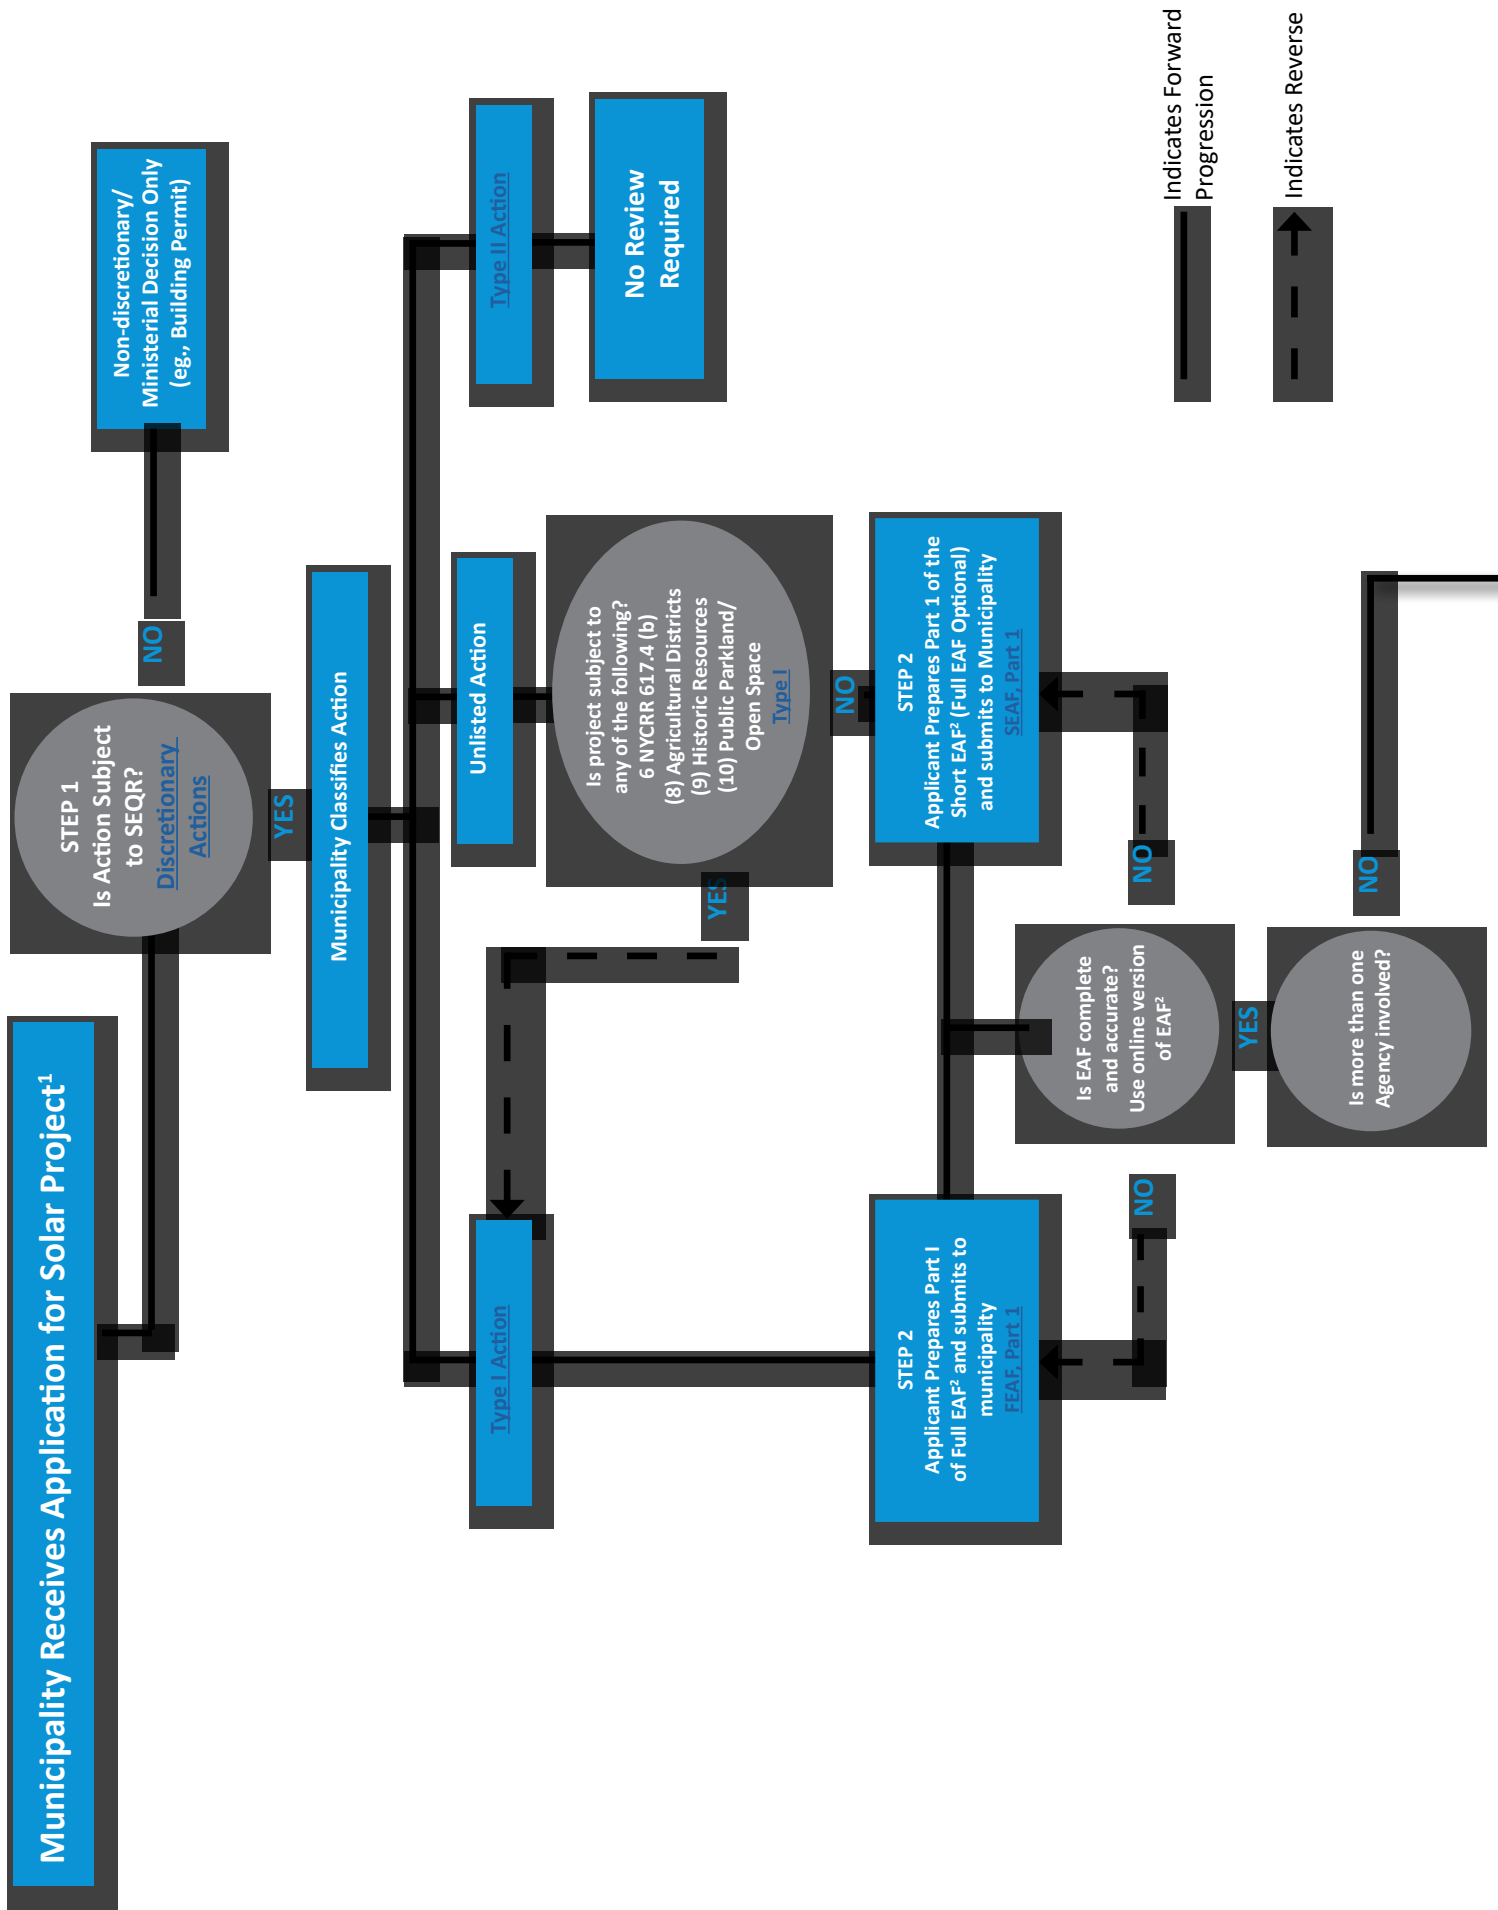 Municipality Receives Application for Solar Project¹
STEP 1
Is Action Subject
to SEQR?
Discretionary
Actions
NO
Non-discretionary/
Ministerial Decision Only
(eg., Building Permit)
YES
Municipality Classifies Action
Type I Action
Unlisted Action
Type II Action
No Review
Required
Is project subject to
any of the following?
6 NYCRR 617.4 (b)
(8) Agricultural Districts
(9) Historic Resources
(10) Public Parkland/
Open Space
Type I
YES
NO
STEP 2
Applicant Prepares Part I
of Full EAF² and submits to
municipality
FEAF, Part 1
STEP 2
Applicant Prepares Part 1 of the
Short EAF² (Full EAF Optional)
and submits to Municipality
SEAF, Part 1
NO
Is EAF complete
and accurate?
Use online version
of EAF²
NO
YES
Is more than one
Agency involved?
NO
Indicates Forward
Progression
Indicates Reverse